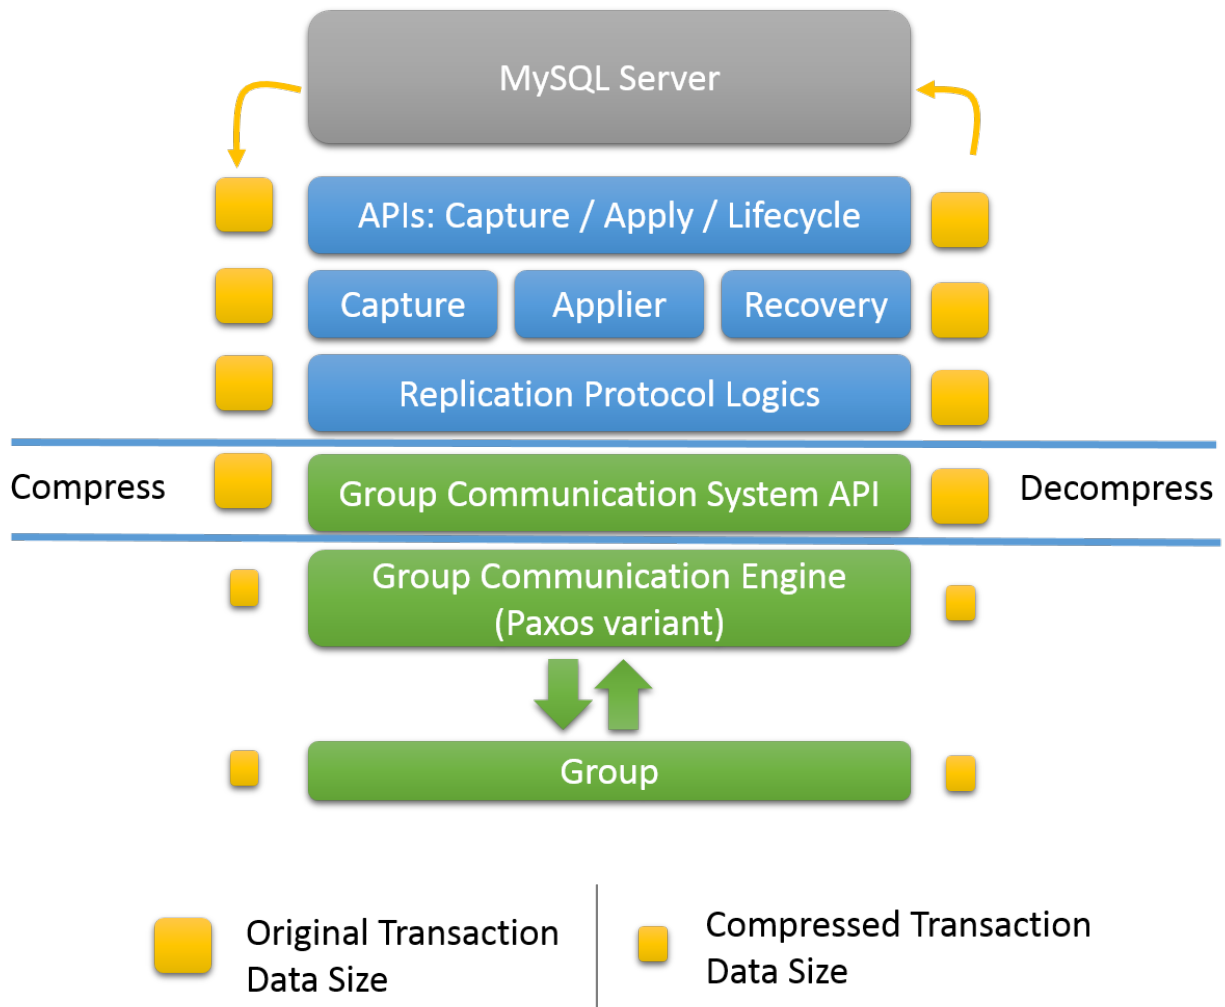 MySQL Server
APIs: Capture / Apply / Lifecycle
Capture
Applier
Recovery
Replication Protocol Logics
Compress
Group Communication System API
Decompress
Group Communication Engine
(Paxos variant)
Group
Original Transaction
Data Size
Compressed Transaction
Data Size